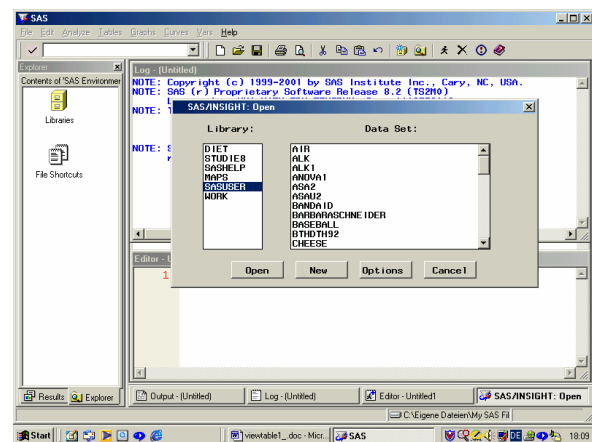 SAS
File Edit Analyze Tables Graphs Curves Vars Help
Explorer
Contents of 'SAS Environmer
Libraries
File Shortcuts
Log - (Untitled)
NOTE: Copyright (c) 1999-2001 by SAS Institute Inc., Cary, NC, USA.
NOTE: SAS (r) Proprietary Software Release 8.2 (TS2M0)
NOTE:
NOTE: S
SAS/INSIGHT: Open
Library:
Data Set:
DIET
STUDIE8
SASHELP
MAPS
SASUSER
WORK
AIR
ALK
ALK1
ANOVA1
ASA2
ASAU2
BANDAID
BARBARASCHNEIDER
BASEBALL
BTHDTH92
CHEESE
Open New Options Cancel
Editor - U
1
Results Explorer
Output - (Untitled) Log - (Untitled) Editor - Untitled1 SAS/INSIGHT: Open
C:\Eigene Dateien\My SAS Fil
Start viewtable1_.doc - Micr... SAS DE 18:09